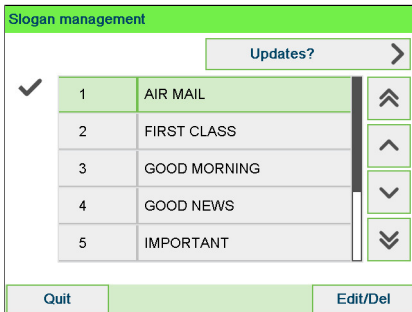 Slogan management
Updates?
1 AIR MAIL
2 FIRST CLASS
3 GOOD MORNING
4 GOOD NEWS
5 IMPORTANT
Quit Edit/Del